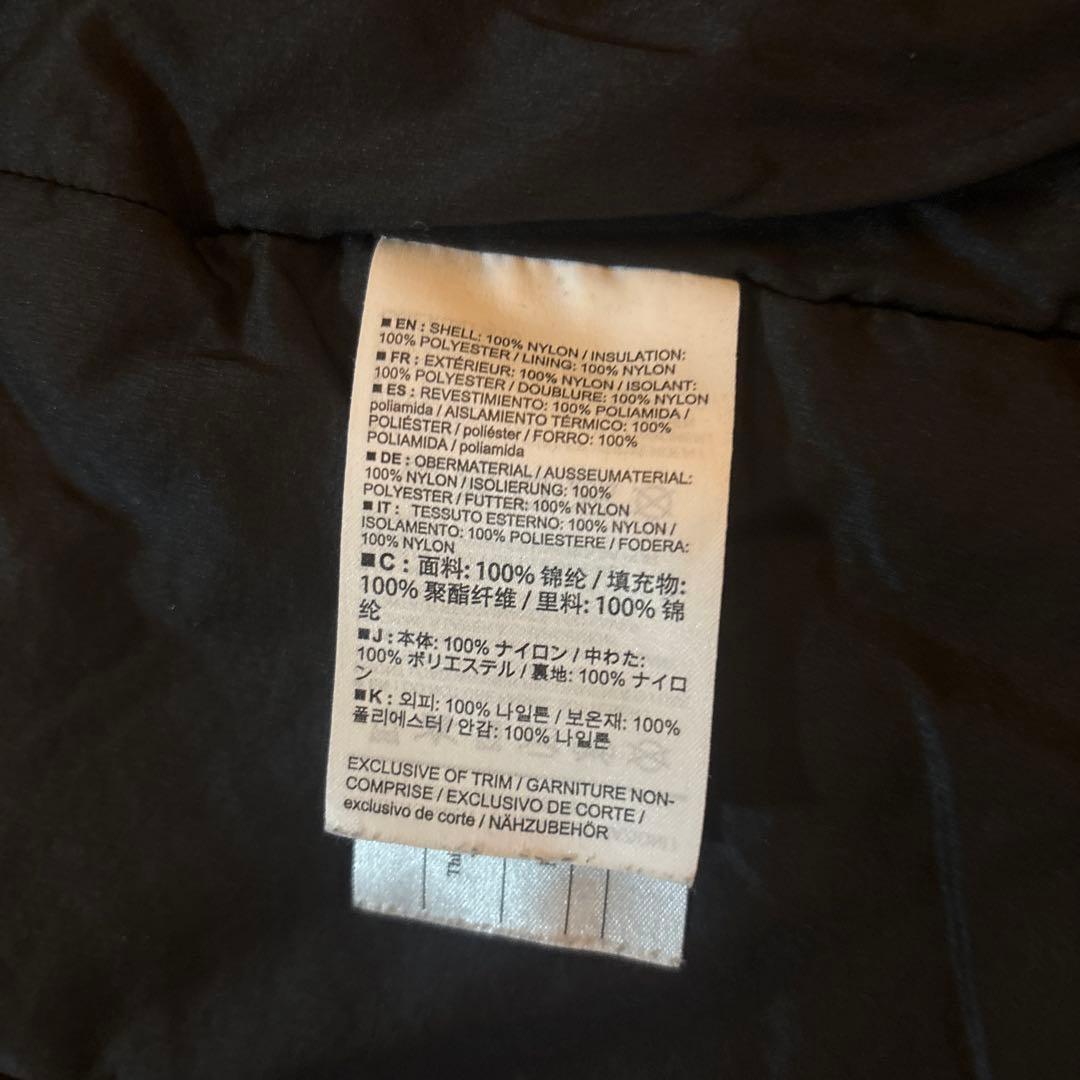 ■ EN : SHELL: 100% NYLON / INSULATION:
100% POLYESTER / LINING: 100% NYLON
■ FR : EXTÉRIEUR: 100% NYLON / ISOLANT:
100% POLYESTER / DOUBLURE: 100% NYLON
■ ES : REVESTIMIENTO: 100% POLIAMIDA /
poliamida / AISLAMIENTO TÉRMICO: 100%
POLIÉSTER / poliéster / FORRO: 100%
POLIAMIDA / poliamida
■ DE : OBERMATERIAL / AUSSEUMATERIAL:
100% NYLON / ISOLIERUNG: 100%
POLYESTER / FUTTER: 100% NYLON
■ IT : TESSUTO ESTERNO: 100% NYLON /
ISOLAMENTO: 100% POLIESTERE / FODERA:
100% NYLON
■ C : 面料: 100% 锦纶 / 填充物:
100% 聚酯纤维 / 里料: 100% 锦
纶
■ J : 本体: 100% ナイロン / 中わた:
100% ポリエステル / 裏地: 100% ナイロ
ン
■ K : 외피: 100% 나일론 / 보온재: 100%
폴리에스터 / 안감: 100% 나일론
EXCLUSIVE OF TRIM / GARNITURE NON-
COMPRISE / EXCLUSIVO DE CORTE /
exclusivo de corte / NÄHZUBEHÖR